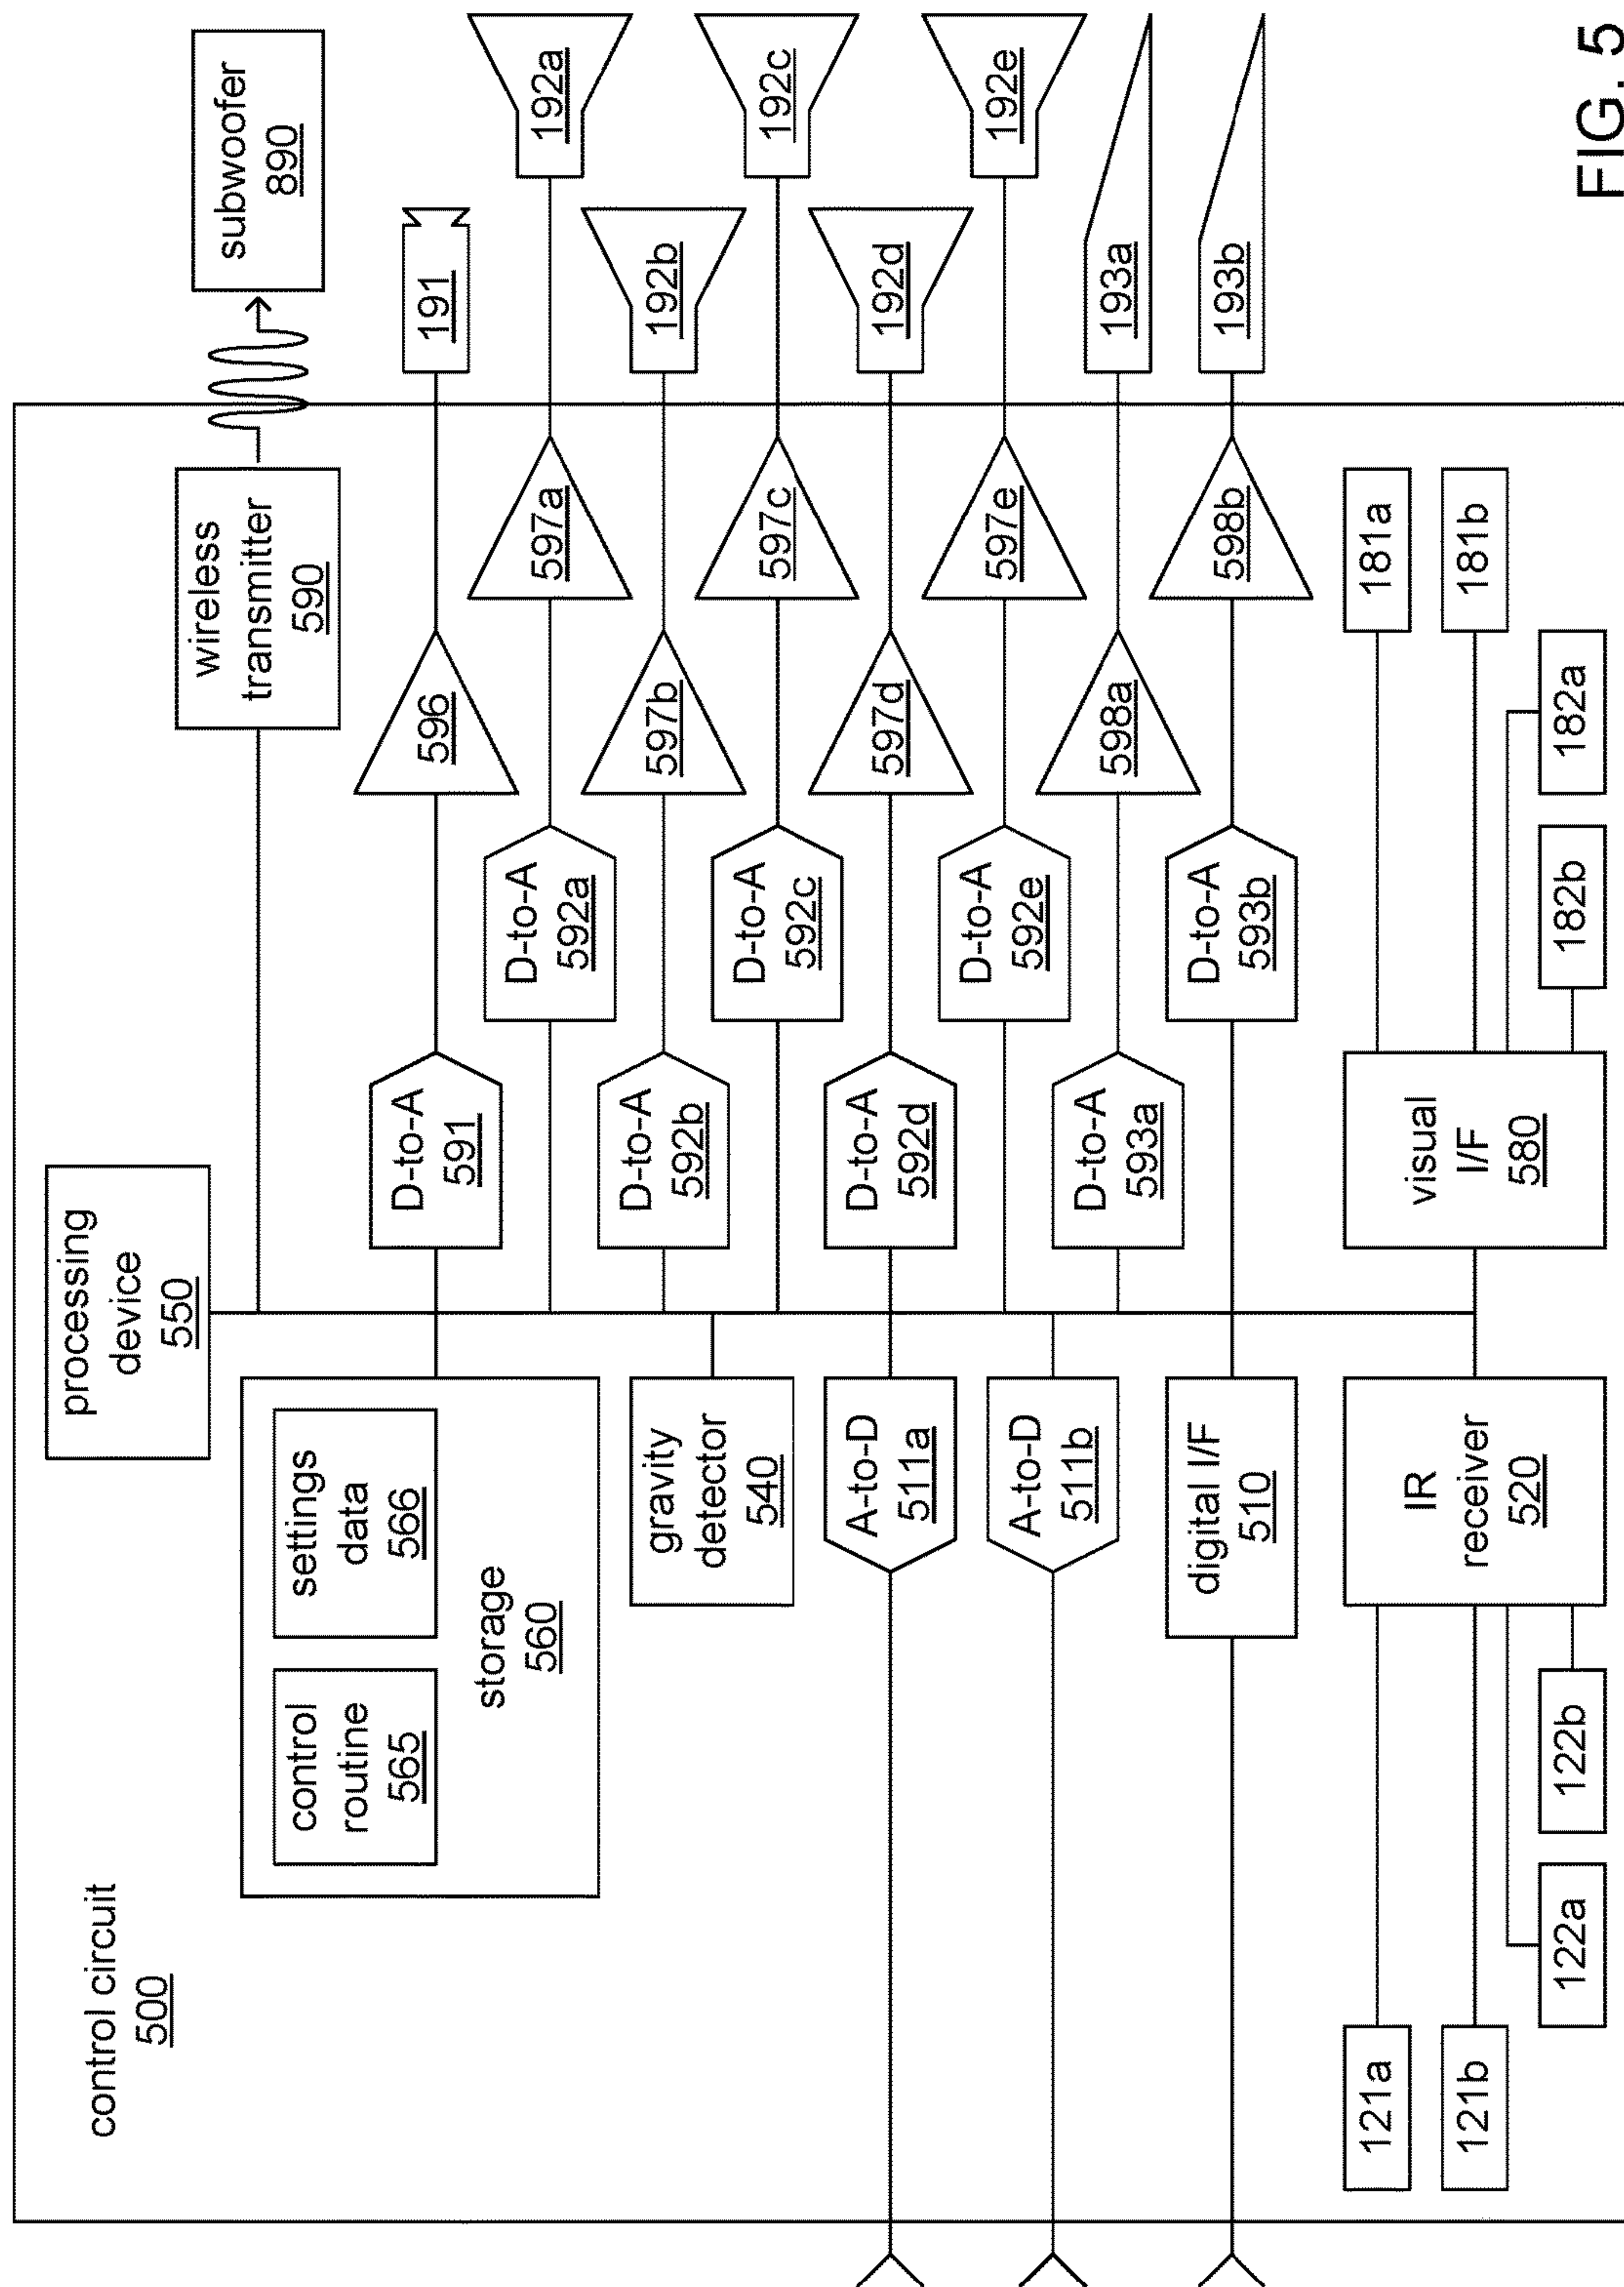 control circuit
500
processing
device
550
control
routine
565
settings
data
566
storage
560
gravity
detector
540
A-to-D
511a
A-to-D
511b
digital I/F
510
IR
receiver
520
121a
121b
122a
122b
wireless
transmitter
590
subwoofer
890
D-to-A
591
596
191
D-to-A
592a
597a
192a
D-to-A
592b
597b
192b
D-to-A
592c
597c
192c
D-to-A
592d
597d
192d
D-to-A
592e
597e
192e
D-to-A
593a
598a
193a
D-to-A
593b
598b
193b
visual
I/F
580
181a
181b
182b
182a
FIG. 5